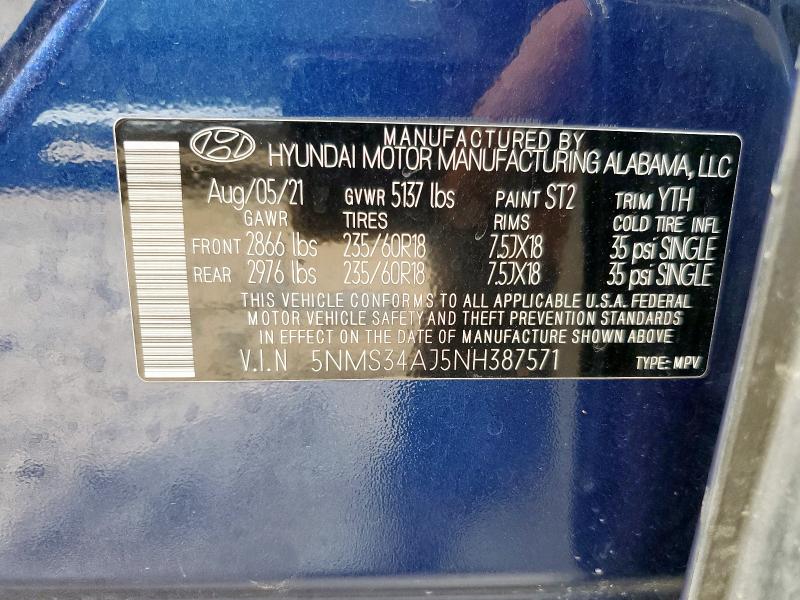 MANUFACTURED BY
HYUNDAI MOTOR MANUFACTURING ALABAMA, LLC
Aug/05/21 GVWR 5137 lbs PAINT ST2 TRIM YTH
GAWR TIRES RIMS COLD TIRE INFL
FRONT 2866 lbs 235/60R18 7.5JX18 35 psi SINGLE
REAR 2976 lbs 235/60R18 7.5JX18 35 psi SINGLE
THIS VEHICLE CONFORMS TO ALL APPLICABLE U.S.A. FEDERAL
MOTOR VEHICLE SAFETY AND THEFT PREVENTION STANDARDS
IN EFFECT ON THE DATE OF MANUFACTURE SHOWN ABOVE
V.I.N 5NMS34AJ5NH387571 TYPE: MPV